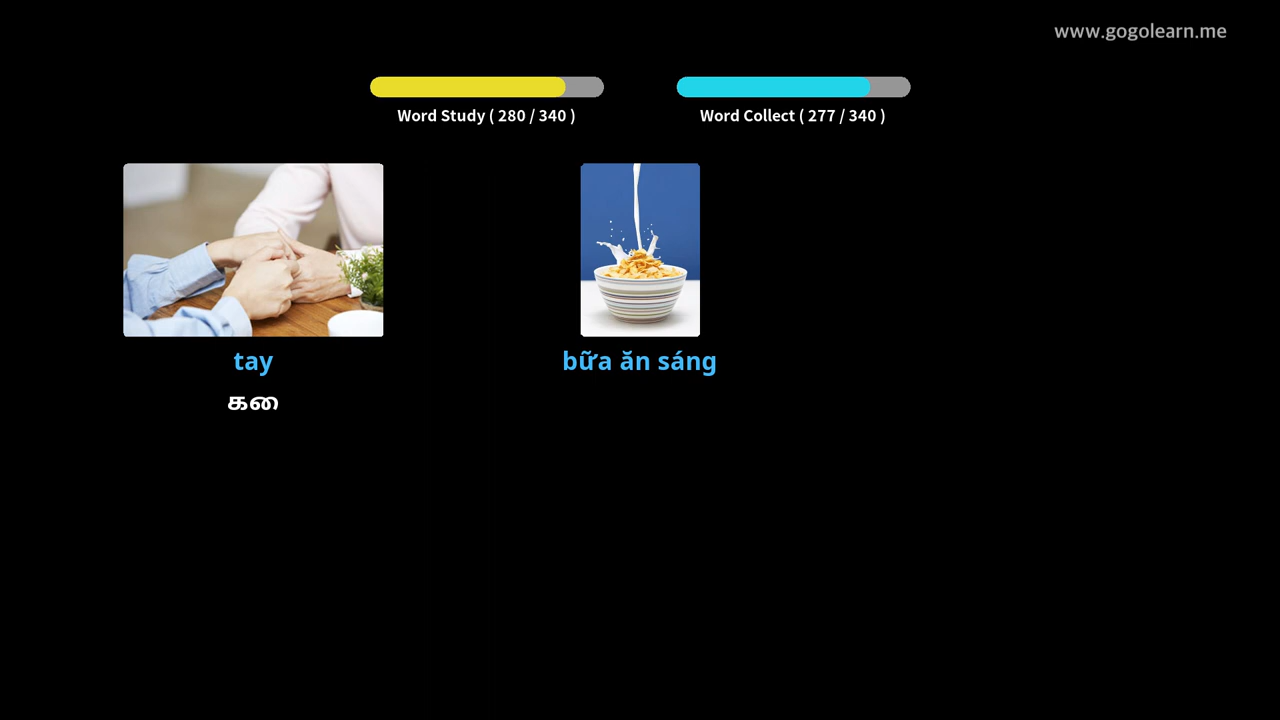 www.gogolearn.me
Word Study ( 280 / 340 )
Word Collect ( 277 / 340 )
tay
bữa ăn sáng
கை